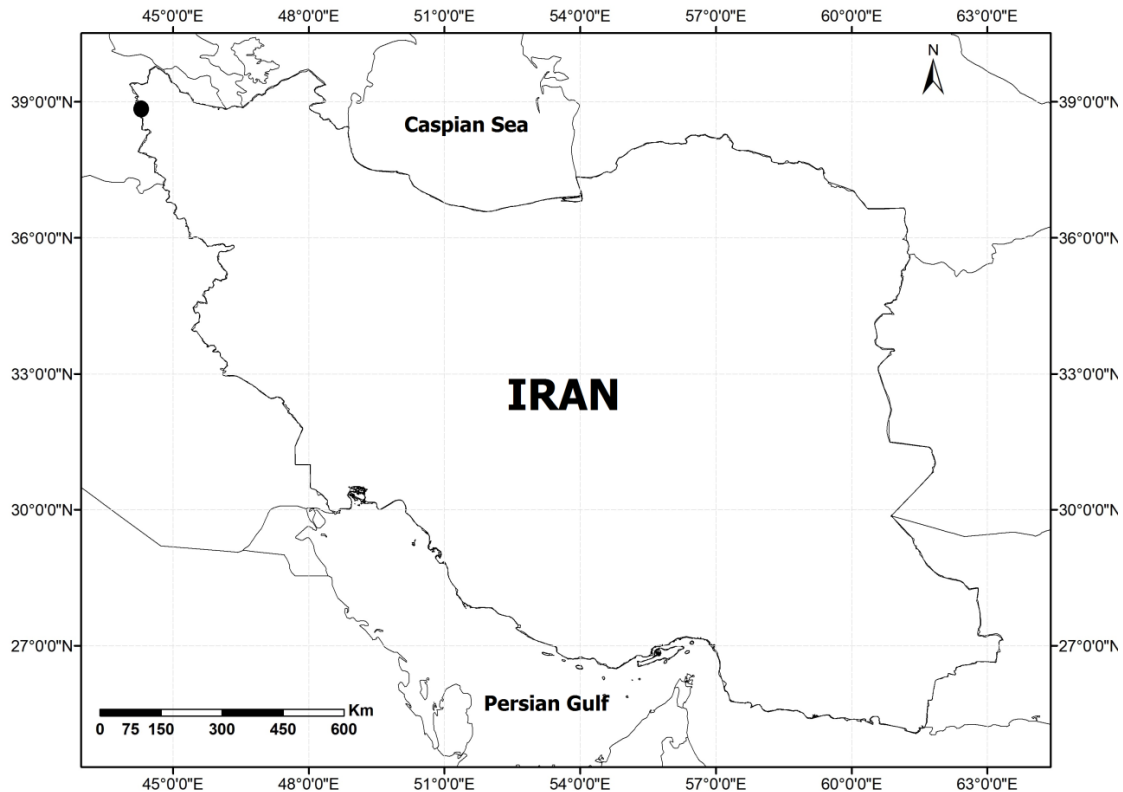 45°0'0"E 48°0'0"E 51°0'0"E 54°0'0"E 57°0'0"E 60°0'0"E 63°0'0"E
N
39°0'0"N 39°0'0"N
Caspian Sea
36°0'0"N 36°0'0"N
33°0'0"N 33°0'0"N
IRAN
30°0'0"N 30°0'0"N
27°0'0"N 27°0'0"N
Persian Gulf
Km
0 75 150 300 450 600
45°0'0"E 48°0'0"E 51°0'0"E 54°0'0"E 57°0'0"E 60°0'0"E 63°0'0"E